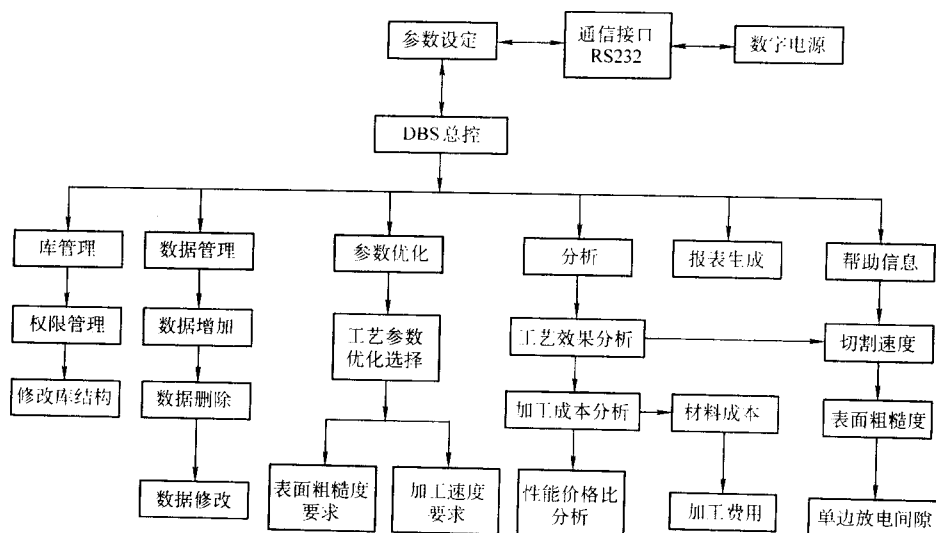 参数设定
通信接口
RS232
数字电源
DBS总控
库管理
数据管理
参数优化
分析
报表生成
帮助信息
权限管理
数据增加
工艺参数
优化选择
工艺效果分析
切割速度
修改库结构
数据删除
加工成本分析
材料成本
表面粗糙度
数据修改
表面粗糙度
要求
加工速度
要求
性能价格比
分析
加工费用
单边放电间隙